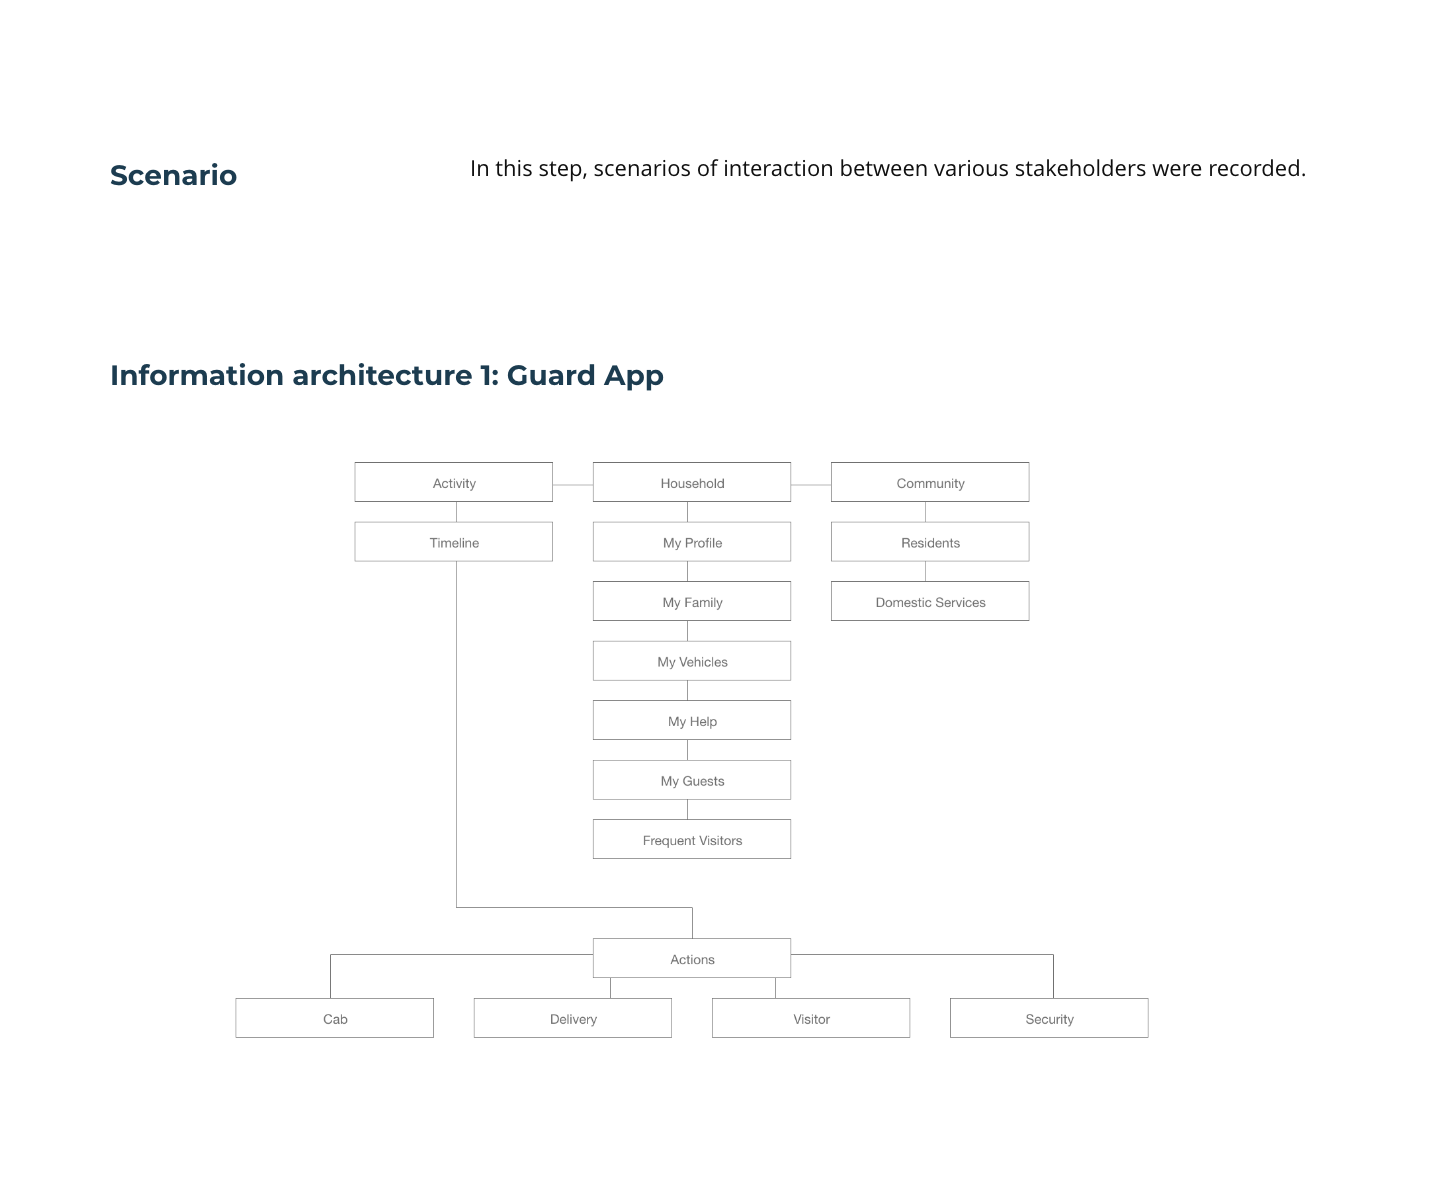 Scenario
In this step, scenarios of interaction between various stakeholders were recorded.
Information architecture 1: Guard App
Activity
Household
Community
Timeline
My Profile
Residents
My Family
Domestic Services
My Vehicles
My Help
My Guests
Frequent Visitors
Actions
Cab
Delivery
Visitor
Security